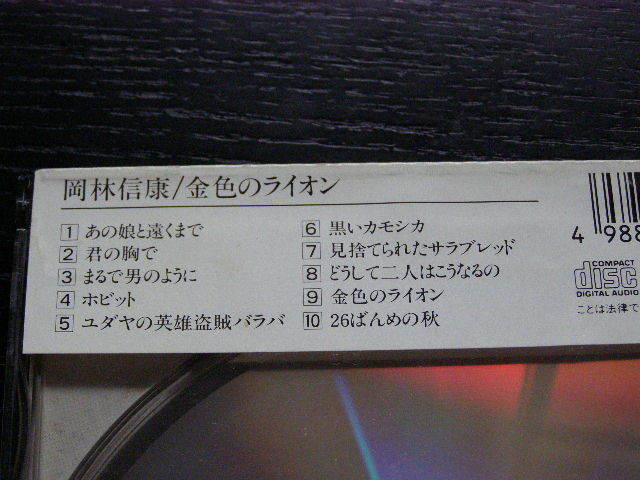 岡林信康/金色のライオン
1 あの娘と遠くまで
2 君の胸で
3 まるで男のように
4 ホビット
5 ユダヤの英雄盗賊バラバ
6 黒いカモシカ
7 見捨てられたサラブレッド
8 どうして二人はこうなるの
9 金色のライオン
10 26ばんめの秋
4 988
COMPACT
disc
DIGITAL AUDIO
ことは法律で